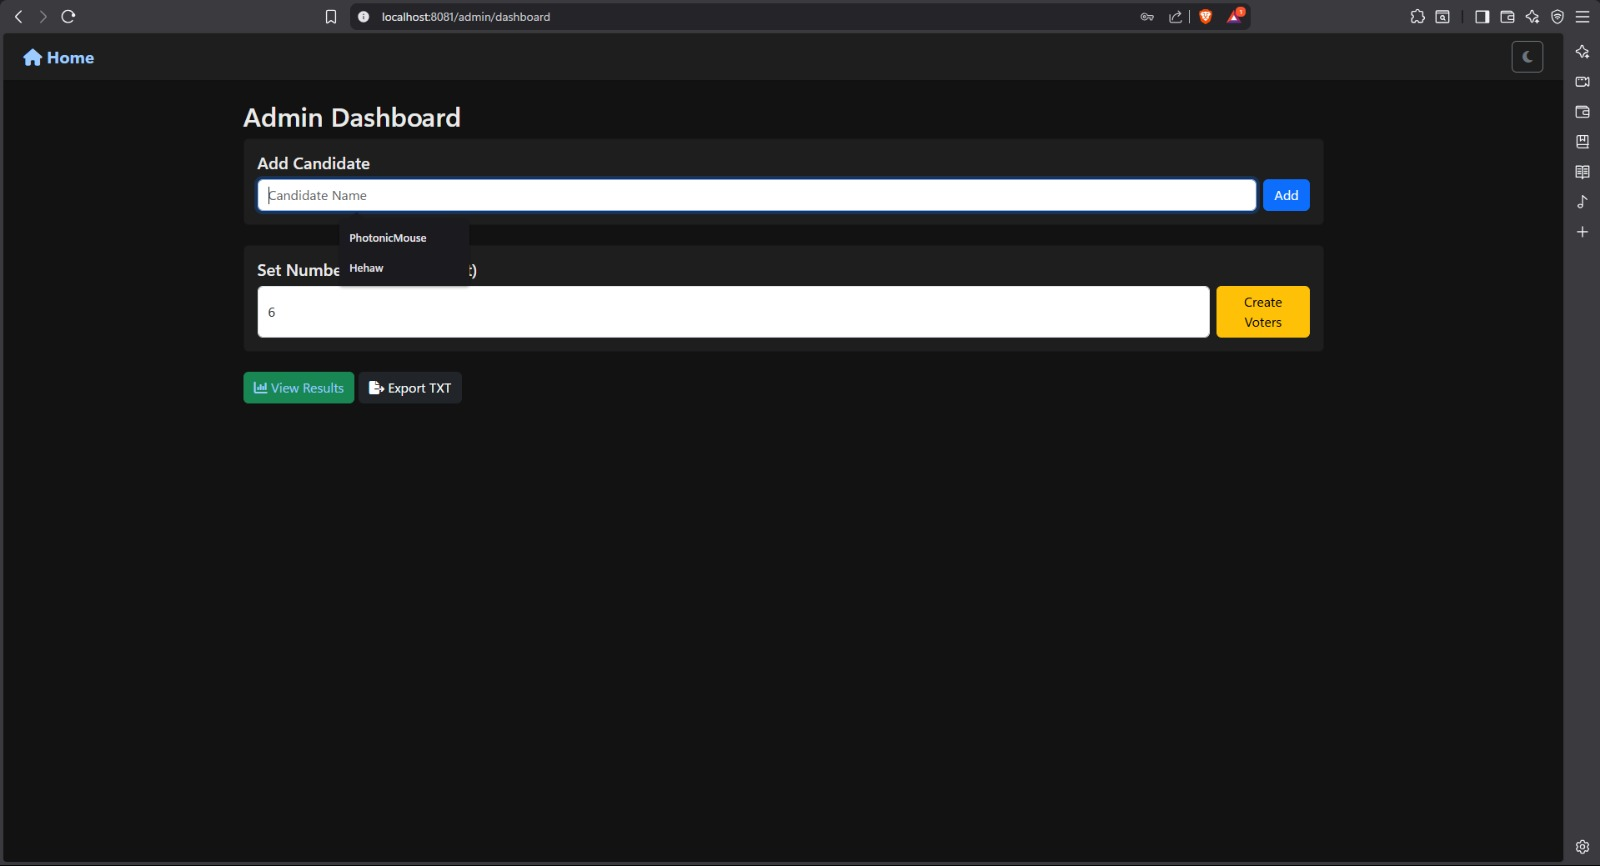 localhost:8081/admin/dashboard
1
Home
Admin Dashboard
Add Candidate
Candidate Name
Add
PhotonicMouse
Hehaw
Set t)
6
Create
Voters
View Results
Export TXT